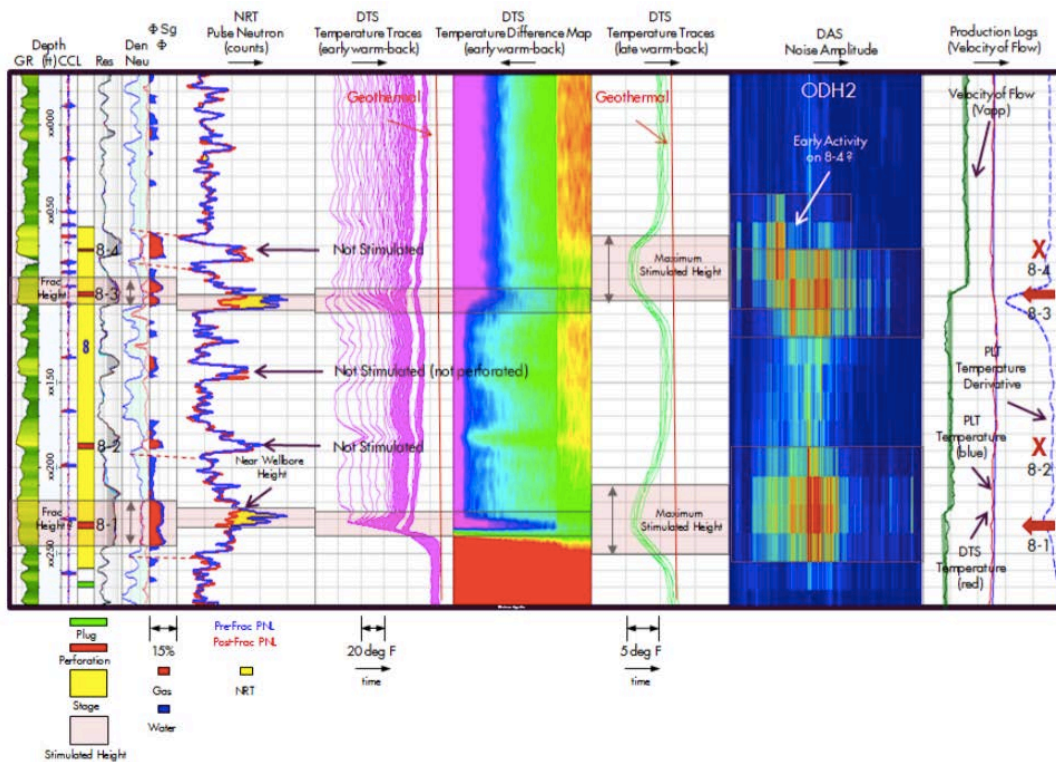 Φ Sg
Φ
Depth
(ft)
GR
CCL
Res
Den
Neu
NRT
Pulse Neutron
(counts)
DTS
Temperature Traces
(early warm-back)
DTS
Temperature Difference Map
(early warm-back)
DTS
Temperature Traces
(late warm-back)
DAS
Noise Amplitude
Production Logs
(Velocity of Flow)
Geothermal
Geothermal
ODH2
Velocity of Flow
(Vapp)
Early Activity
on 8-4?
xx000
xx050
xx150
xx200
xx250
8-4
Not Stimulated
Maximum
Stimulated Height
X
8-4
Frac
Height
8-3
8-3
8
Not Stimulated (not perforated)
PLT
Temperature
Derivative
PLT
Temperature
(blue)
8-2
Not Stimulated
X
8-2
Near Wellbore
Height
Frac
Height
8-1
Maximum
Stimulated Height
8-1
DTS
Temperature
(red)
Plug
Perforation
Stage
Stimulated Height
15%
Gas
Water
Pre-Frac PNL
Post-Frac PNL
NRT
20 deg F
time
5 deg F
time